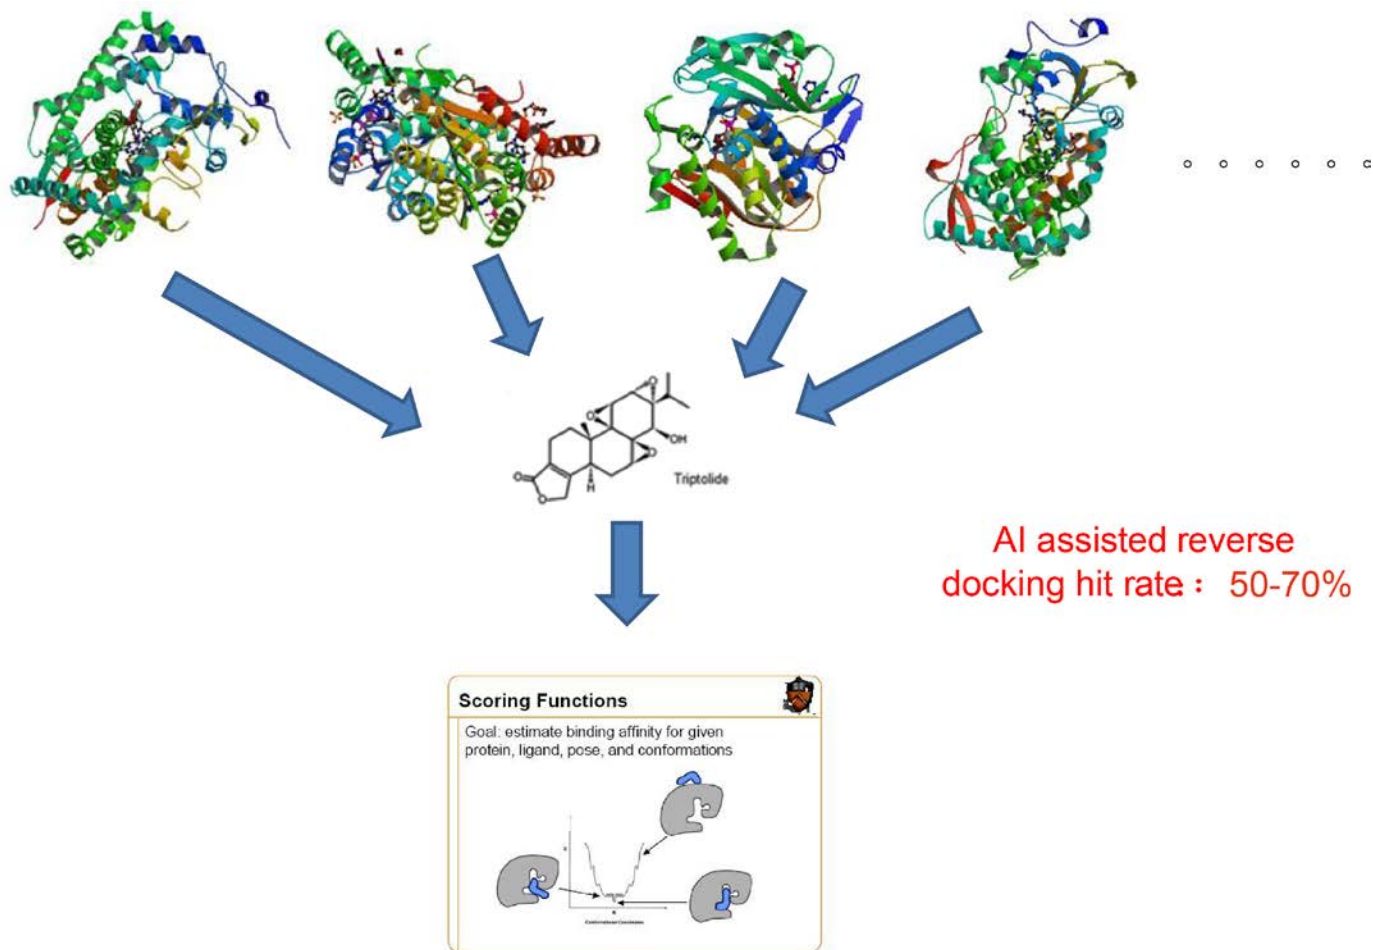 O
O
OH
O
O
O
H
Triptolide
AI assisted reverse
docking hit rate： 50-70%
Scoring Functions
Goal: estimate binding affinity for given
protein, ligand, pose, and conformations